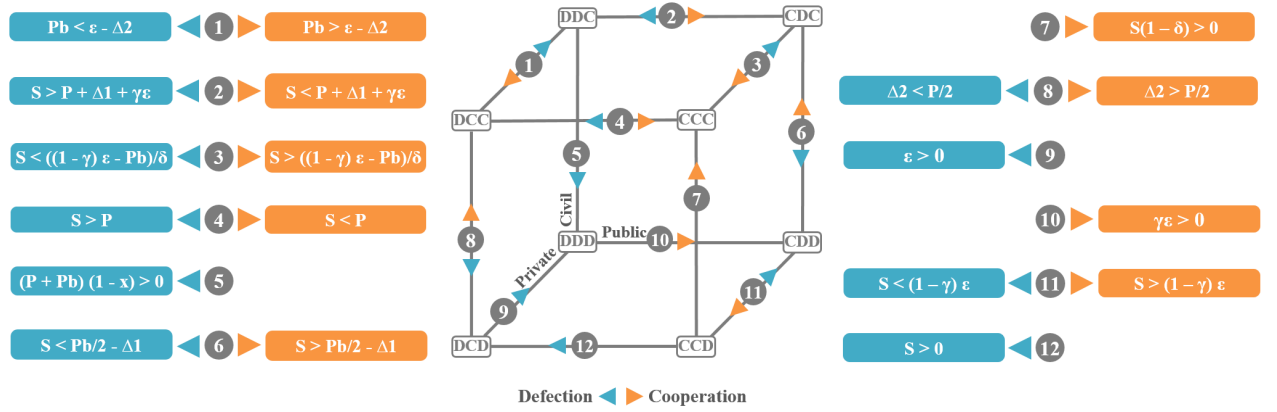 Pb < ε - Δ2 1 Pb > ε - Δ2
S > P + Δ1 + γε 2 S < P + Δ1 + γε
S < ((1 - γ) ε - Pb)/δ 3 S > ((1 - γ) ε - Pb)/δ
S > P 4 S < P
(P + Pb) (1 - x) > 0 5
S < Pb/2 - Δ1 6 S > Pb/2 - Δ1
DDC 2 CDC
1 3
DCC 4 CCC
5 6
7
Civil
8 DDD Public 10 CDD
Private
9 11
DCD 12 CCD
7 S(1 – δ) > 0
Δ2 < P/2 8 Δ2 > P/2
ε > 0 9
10 γε > 0
S < (1 – γ) ε 11 S > (1 – γ) ε
S > 0 12
Defection Cooperation